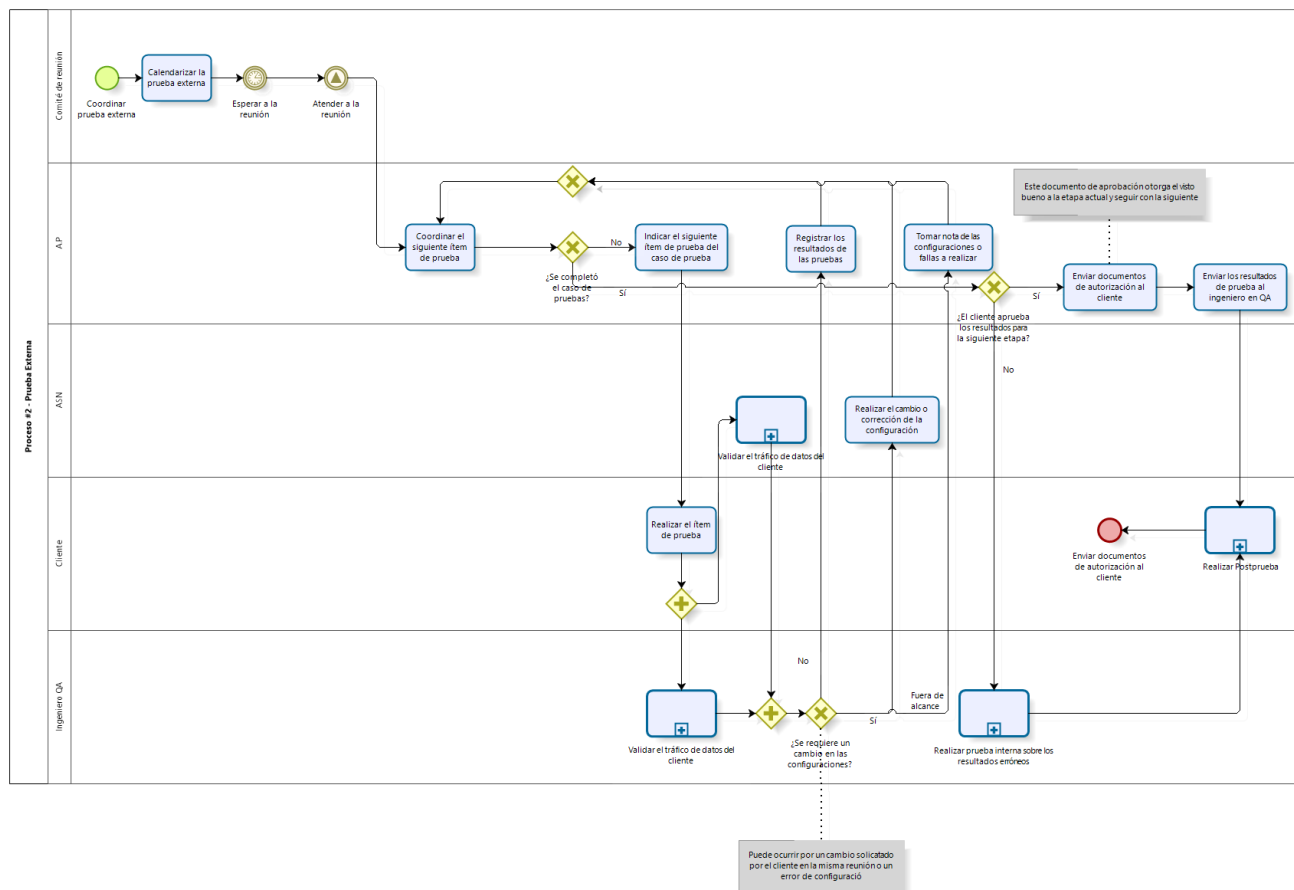 Proceso #2 - Prueba Externa
Comité de reunión
Coordinar
prueba externa
Calendarizar la
prueba externa
Esperar a la
reunión
Atender a la
reunión
A.P
Coordinar el
siguiente ítem
de prueba
¿Se completó
el caso de
pruebas?
No
Sí
Indicar el siguiente
ítem de prueba del
caso de prueba
Registrar los
resultados de
las pruebas
Tomar nota de las
configuraciones o
fallas a realizar
¿El cliente aprueba
los resultados para
la siguiente etapa?
Sí
No
Este documento de aprobación otorga el visto
bueno a la etapa actual y seguir con la siguiente
Enviar documentos
de autorización al
cliente
Enviar los resultados
de prueba al
ingeniero en QA
ASN
Validar el tráfico de datos del
cliente
Realizar el cambio o
corrección de la
configuración
Cliente
Realizar el ítem
de prueba
Enviar documentos
de autorización al
cliente
Realizar Postprueba
Ingeniero QA
Validar el tráfico de datos del
cliente
No
¿Se requiere un
cambio en las
configuraciones?
Sí
Fuera de
alcance
Realizar prueba interna sobre los
resultados erróneos
Puede ocurrir por un cambio solicatado
por el cliente en la misma reunión o un
error de configuració